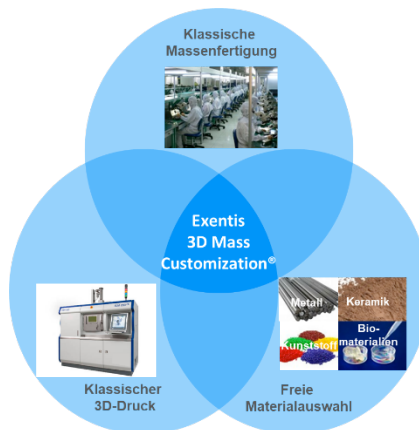 Klassische
Massenfertigung
Exentis
3D Mass
Customization®
Metall
Keramik
Kunststoff
Bio-
materialien
Klassischer
3D-Druck
Freie
Materialauswahl